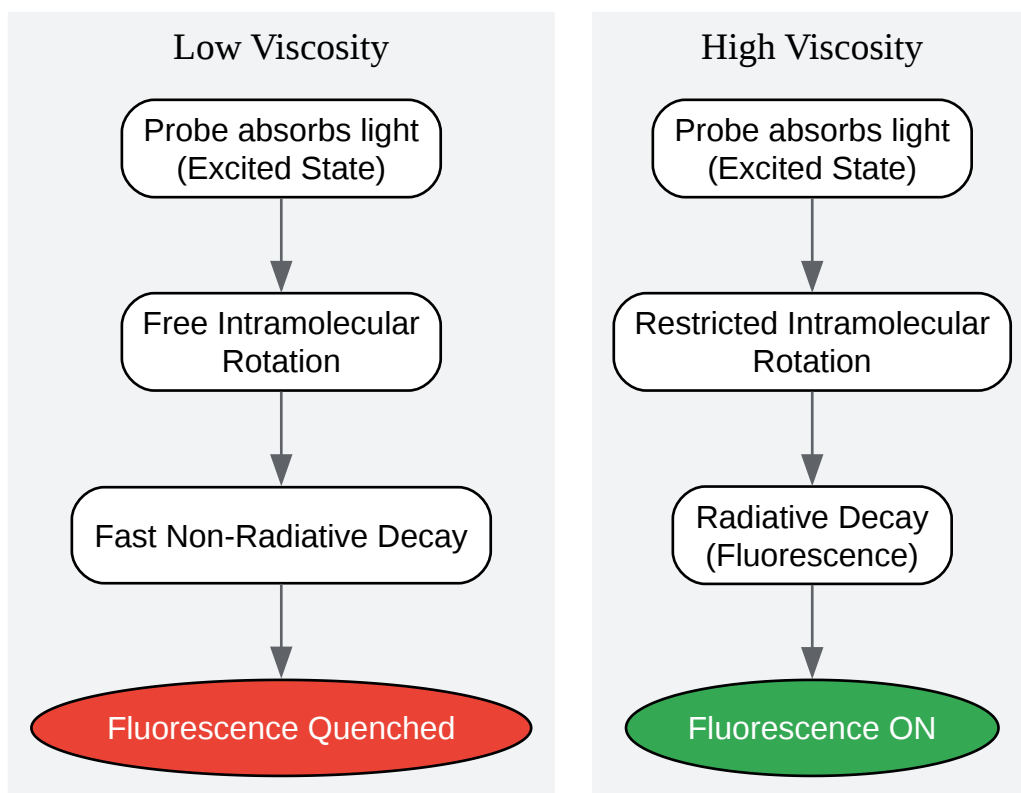 Low Viscosity
Probe absorbs light
(Excited State)
Free Intramolecular
Rotation
Fast Non-Radiative Decay
Fluorescence Quenched
High Viscosity
Probe absorbs light
(Excited State)
Restricted Intramolecular
Rotation
Radiative Decay
(Fluorescence)
Fluorescence ON